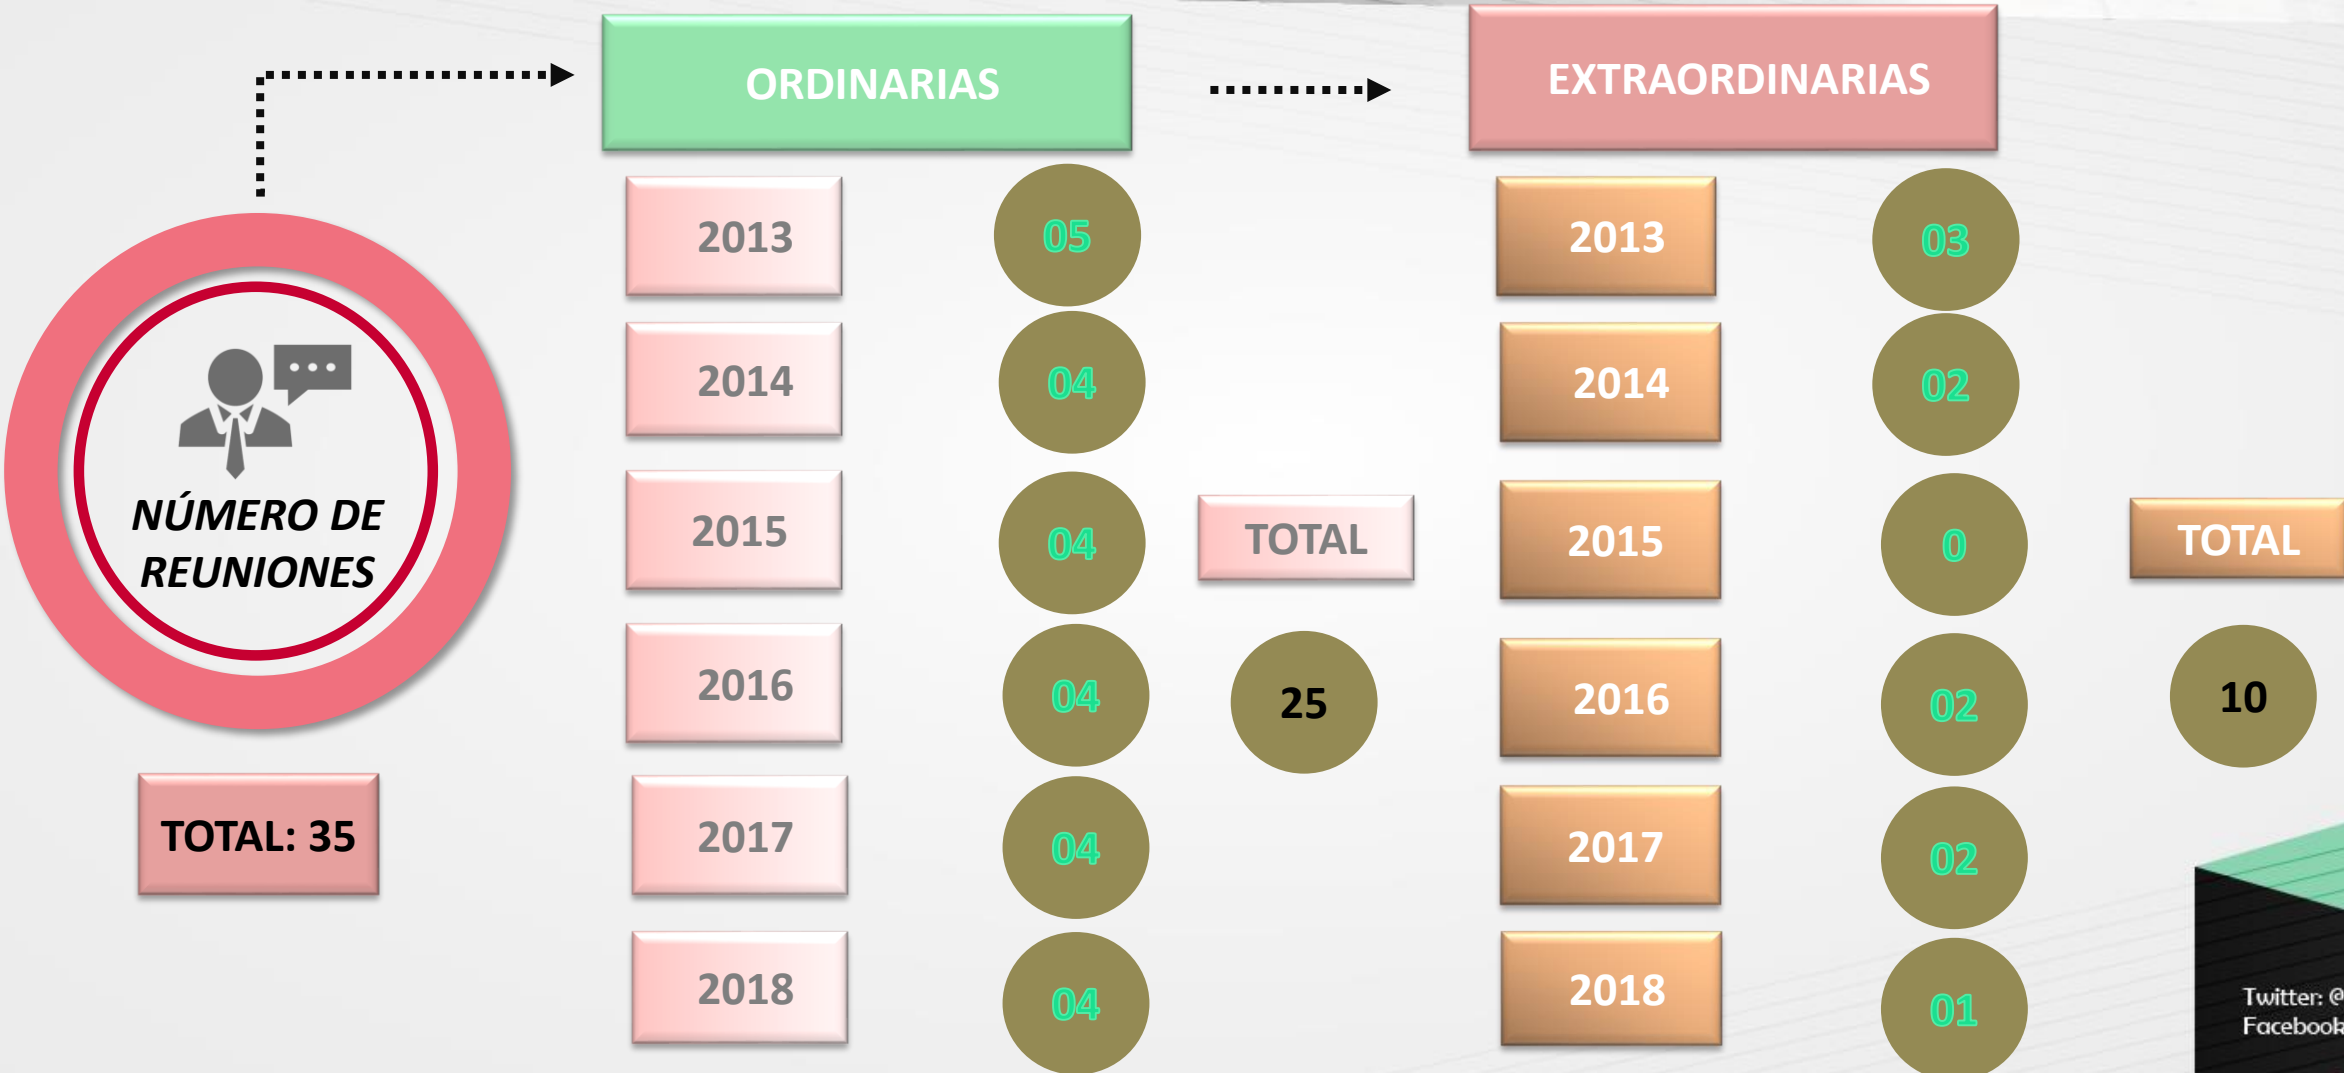 ORDINARIAS
EXTRAORDINARIAS
2013 05 2013 03
2014 04 2014 02
2015 04 2015 0
2016 04 2016 02
2017 04 2017 02
2018 04 2018 01
TOTAL
25
TOTAL
10
NÚMERO DE
REUNIONES
TOTAL: 35
Twitter: @
Facebook